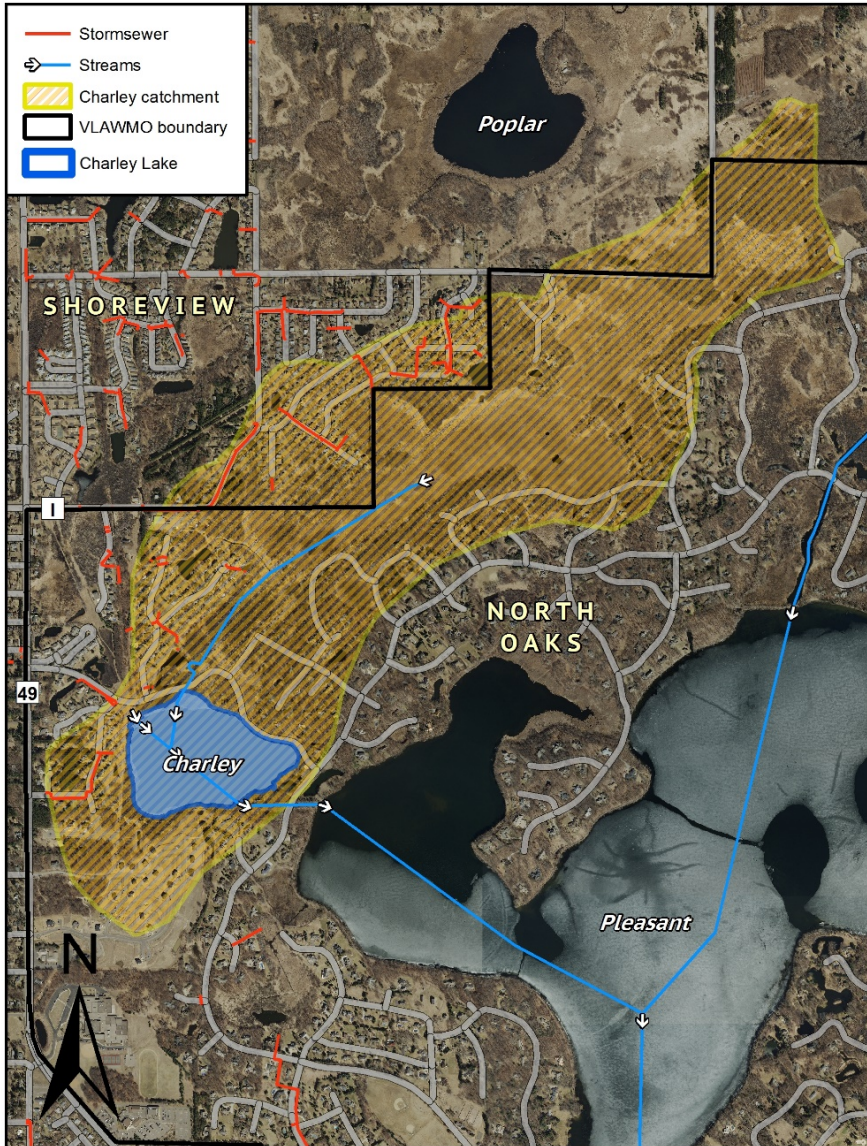 Stormsewer
Streams
Charley catchment
VLAWMO boundary
Charley Lake
Poplar
SHOREVIEW
I
NORTH
OAKS
49
Charley
Pleasant
N